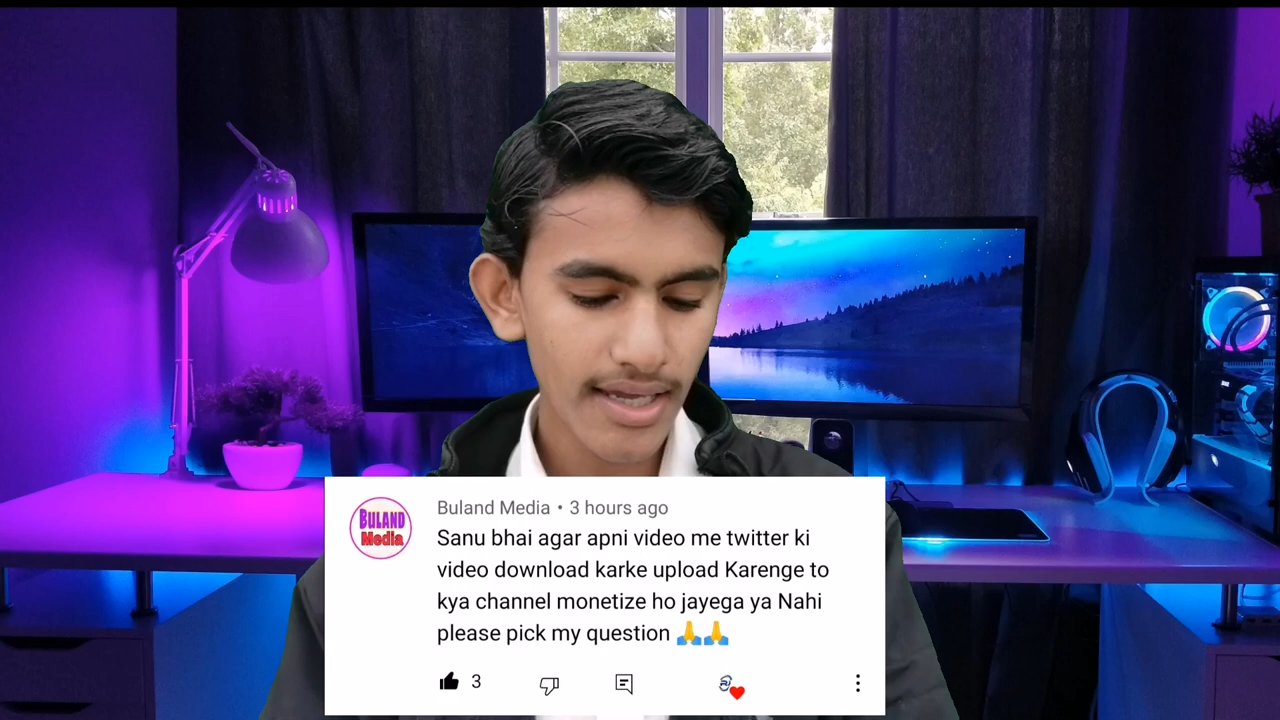 BULAND
Media
Buland Media • 3 hours ago
Sanu bhai agar apni video me twitter ki
video download karke upload Karenge to
kya channel monetize ho jayega ya Nahi
please pick my question 🙏🙏
3